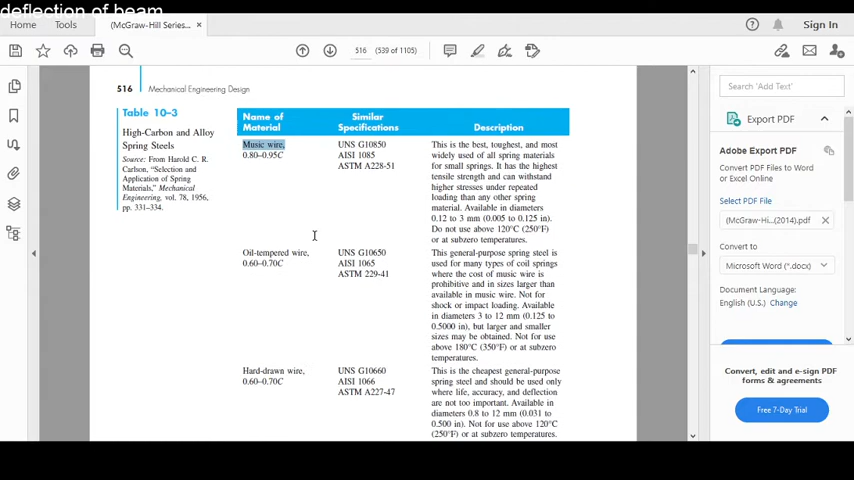 deflection of beam
Home
Tools
(McGraw-Hill Series...
×
Sign In
516
(539 of 1105)
516
Mechanical Engineering Design
Table 10–3
High-Carbon and Alloy
Spring Steels
Source: From Harold C. R.
Carlson, “Selection and
Application of Spring
Materials,” Mechanical
Engineering, vol. 78, 1956,
pp. 331–334.
Name of
Material
Similar
Specifications
Description
Music wire,
0.80–0.95C
UNS G10850
AISI 1085
ASTM A228-51
This is the best, toughest, and most
widely used of all spring materials
for small springs. It has the highest
tensile strength and can withstand
higher stresses under repeated
loading than any other spring
material. Available in diameters
0.12 to 3 mm (0.005 to 0.125 in).
Do not use above 120°C (250°F)
or at subzero temperatures.
Oil-tempered wire,
0.60–0.70C
UNS G10650
AISI 1065
ASTM 229-41
This general-purpose spring steel is
used for many types of coil springs
where the cost of music wire is
prohibitive and in sizes larger than
available in music wire. Not for
shock or impact loading. Available
in diameters 3 to 12 mm (0.125 to
0.5000 in), but larger and smaller
sizes may be obtained. Not for use
above 180°C (350°F) or at subzero
temperatures.
Hard-drawn wire,
0.60–0.70C
UNS G10660
AISI 1066
ASTM A227-47
This is the cheapest general-purpose
spring steel and should be used only
where life, accuracy, and deflection
are not too important. Available in
diameters 0.8 to 12 mm (0.031 to
0.500 in). Not for use above 120°C
(250°F) or at subzero temperatures.
Search 'Add Text'
Export PDF
Adobe Export PDF
Convert PDF Files to Word
or Excel Online
Select PDF File
(McGraw-Hi...(2014).pdf
Convert to
Microsoft Word (*.docx)
Document Language:
English (U.S.) Change
Convert, edit and e-sign PDF
forms & agreements
Free 7-Day Trial